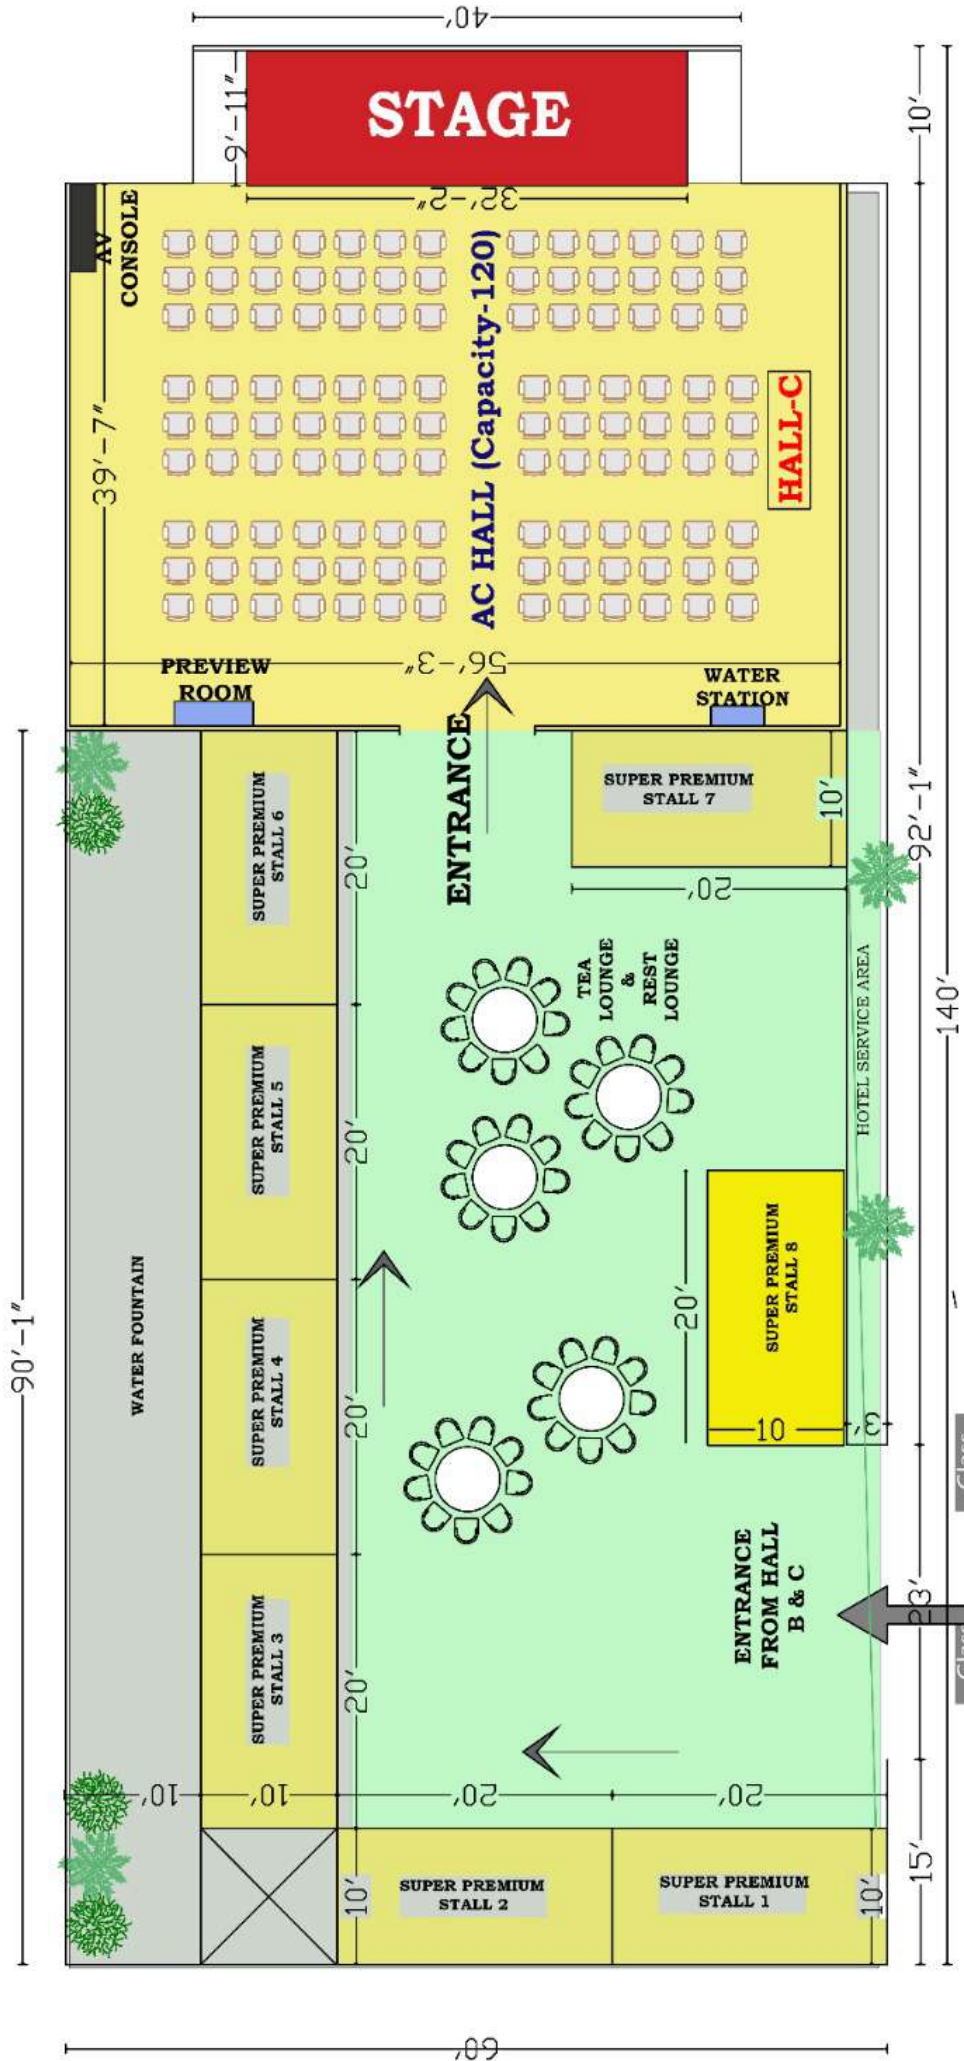 40'
STAGE
9'-11"
32'-2"
AV
CONSOLE
10'
39'-7"
AC HALL (Capacity-120)
HALL-C
56'-3"
PREVIEW
ROOM
WATER
STATION
ENTRANCE
SUPER PREMIUM
STALL 7
10'
20'
SUPER PREMIUM
STALL 6
20'
92'-1"
140'
TEA
LOUNGE
&
REST
LOUNGE
HOTEL SERVICE AREA
SUPER PREMIUM
STALL 5
20'
WATER FOUNTAIN
90'-1"
SUPER PREMIUM
STALL 4
20'
SUPER PREMIUM
STALL 8
20'
10
3'
SUPER PREMIUM
STALL 3
20'
ENTRANCE
FROM HALL
B & C
23'
Glass
Glass
10'
10'
20'
20'
15'
SUPER PREMIUM
STALL 2
10'
SUPER PREMIUM
STALL 1
10'
60'